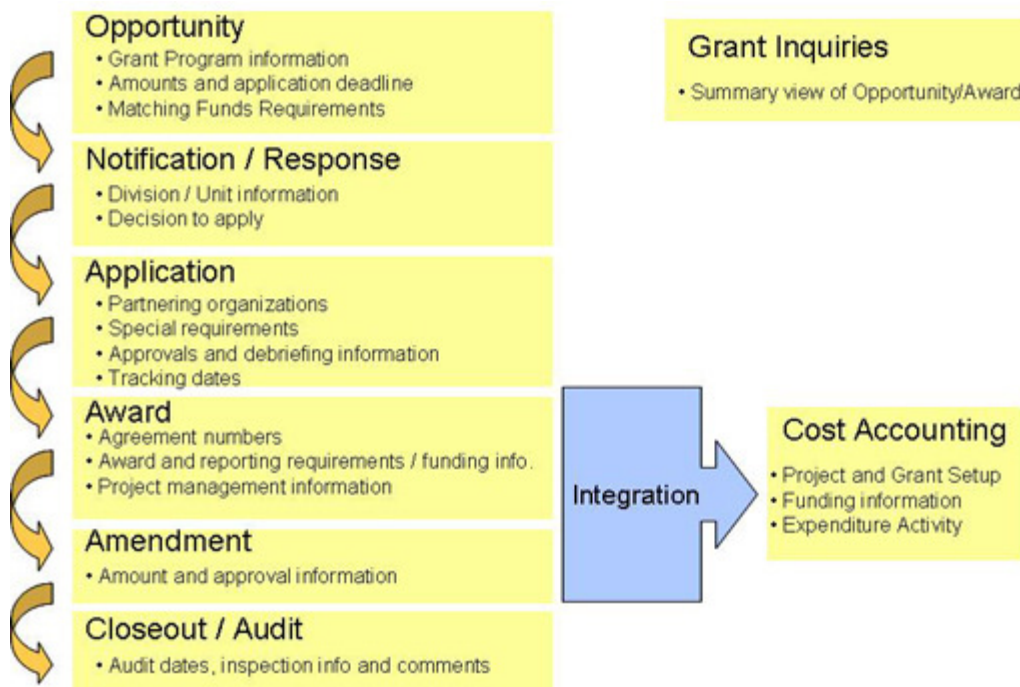 Opportunity
• Grant Program information
• Amounts and application deadline
• Matching Funds Requirements
Grant Inquiries
• Summary view of Opportunity/Award
Notification / Response
• Division / Unit information
• Decision to apply
Application
• Partnering organizations
• Special requirements
• Approvals and debriefing information
• Tracking dates
Award
• Agreement numbers
• Award and reporting requirements / funding info.
• Project management information
Integration
Cost Accounting
• Project and Grant Setup
• Funding information
• Expenditure Activity
Amendment
• Amount and approval information
Closeout / Audit
• Audit dates, inspection info and comments